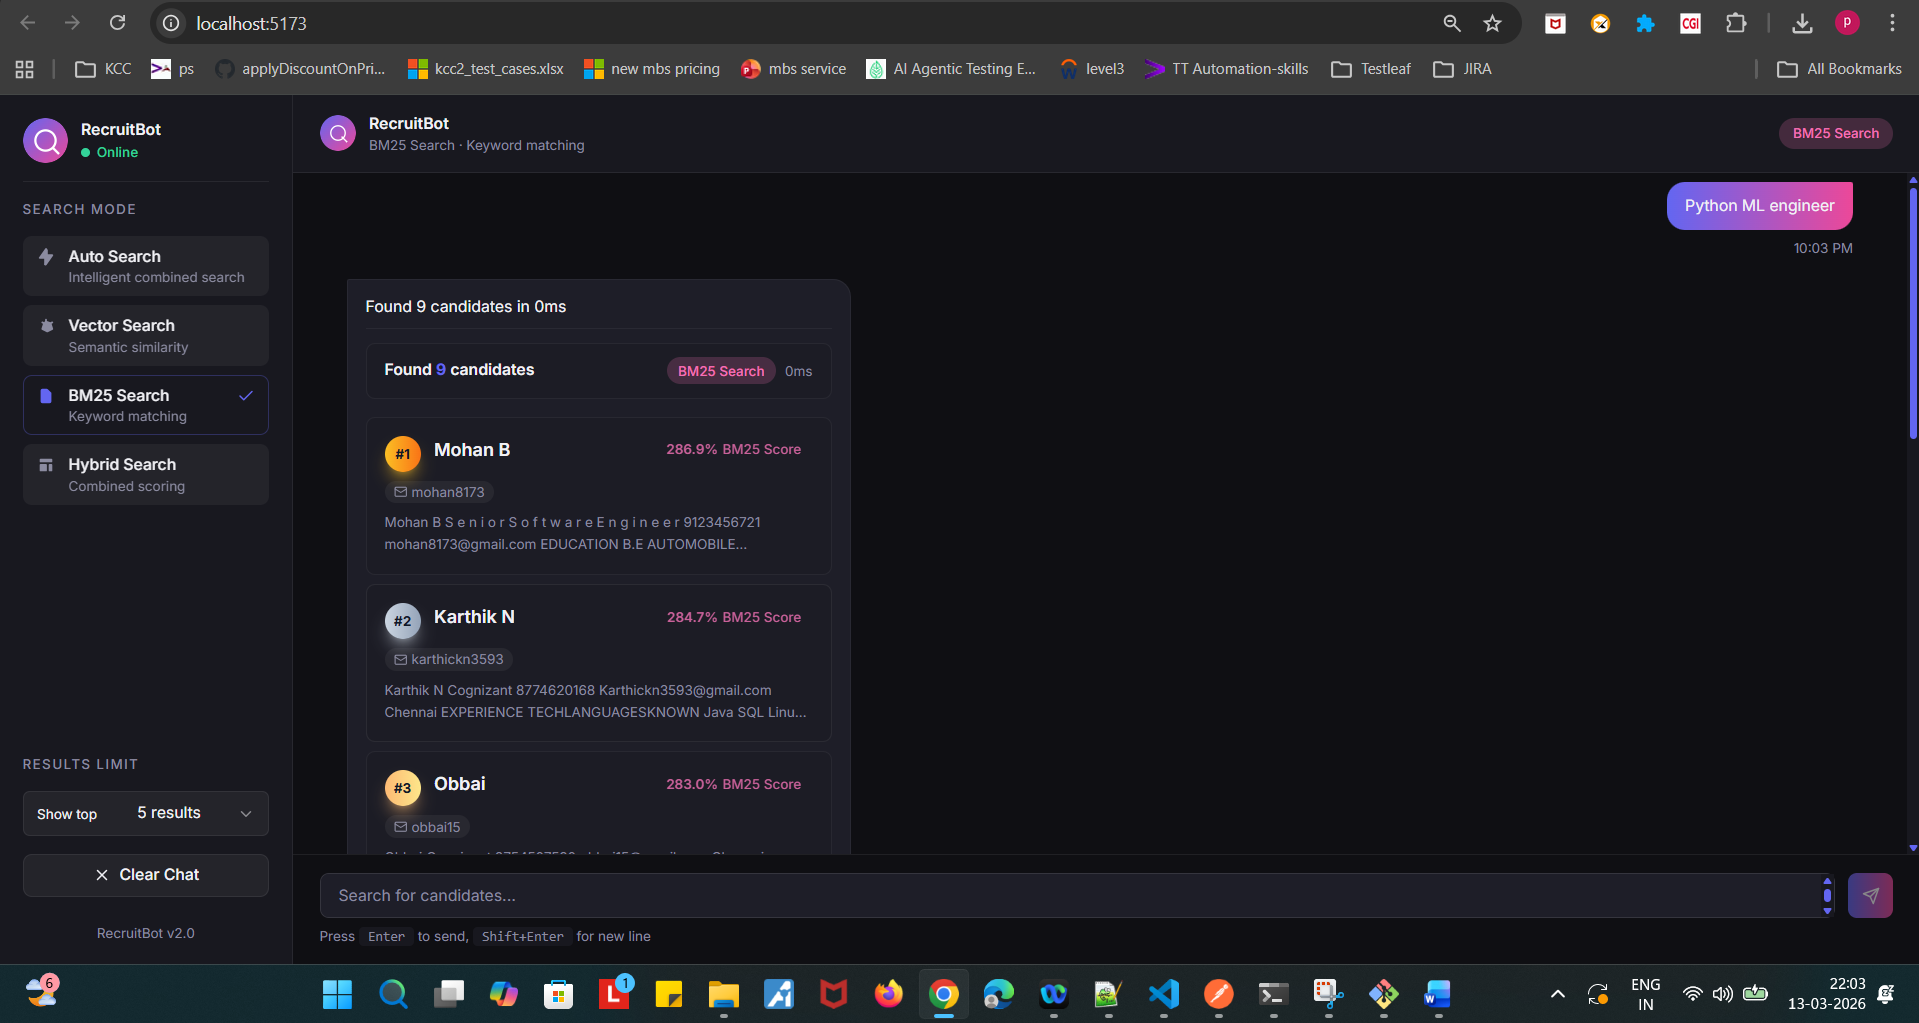 localhost:5173
KCC
ps
applyDiscountOnPri...
kcc2_test_cases.xlsx
new mbs pricing
mbs service
AI Agentic Testing E...
level3
TT Automation-skills
Testleaf
JIRA
All Bookmarks
CGI
P
RecruitBot
Online
SEARCH MODE
Auto Search
Intelligent combined search
Vector Search
Semantic similarity
BM25 Search
Keyword matching
Hybrid Search
Combined scoring
RESULTS LIMIT
Show top 5 results
Clear Chat
RecruitBot v2.0
RecruitBot
BM25 Search · Keyword matching
BM25 Search
Python ML engineer
10:03 PM
Found 9 candidates in 0ms
Found 9 candidates BM25 Search 0ms
#1 Mohan B 286.9% BM25 Score
mohan8173
Mohan B S e n i o r S o f t w a r e E n g i n e e r 9123456721
mohan8173@gmail.com EDUCATION B.E AUTOMOBILE...
#2 Karthik N 284.7% BM25 Score
karthickn3593
Karthik N Cognizant 8774620168 Karthickn3593@gmail.com
Chennai EXPERIENCE TECHLANGUAGESKNOWN Java SQL Linu...
#3 Obbai 283.0% BM25 Score
obbai15
Search for candidates...
Press Enter to send, Shift+Enter for new line
6
L
1
ENG
IN
22:03
13-03-2026